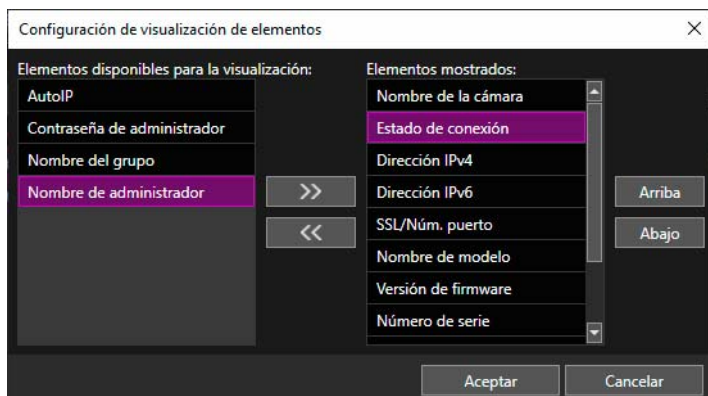 Configuración de visualización de elementos
Elementos disponibles para la visualización:
AutoIP
Contraseña de administrador
Nombre del grupo
Nombre de administrador
>>
<<
Elementos mostrados:
Nombre de la cámara
Estado de conexión
Dirección IPv4
Dirección IPv6
SSL/Núm. puerto
Nombre de modelo
Versión de firmware
Número de serie
Arriba
Abajo
Aceptar
Cancelar